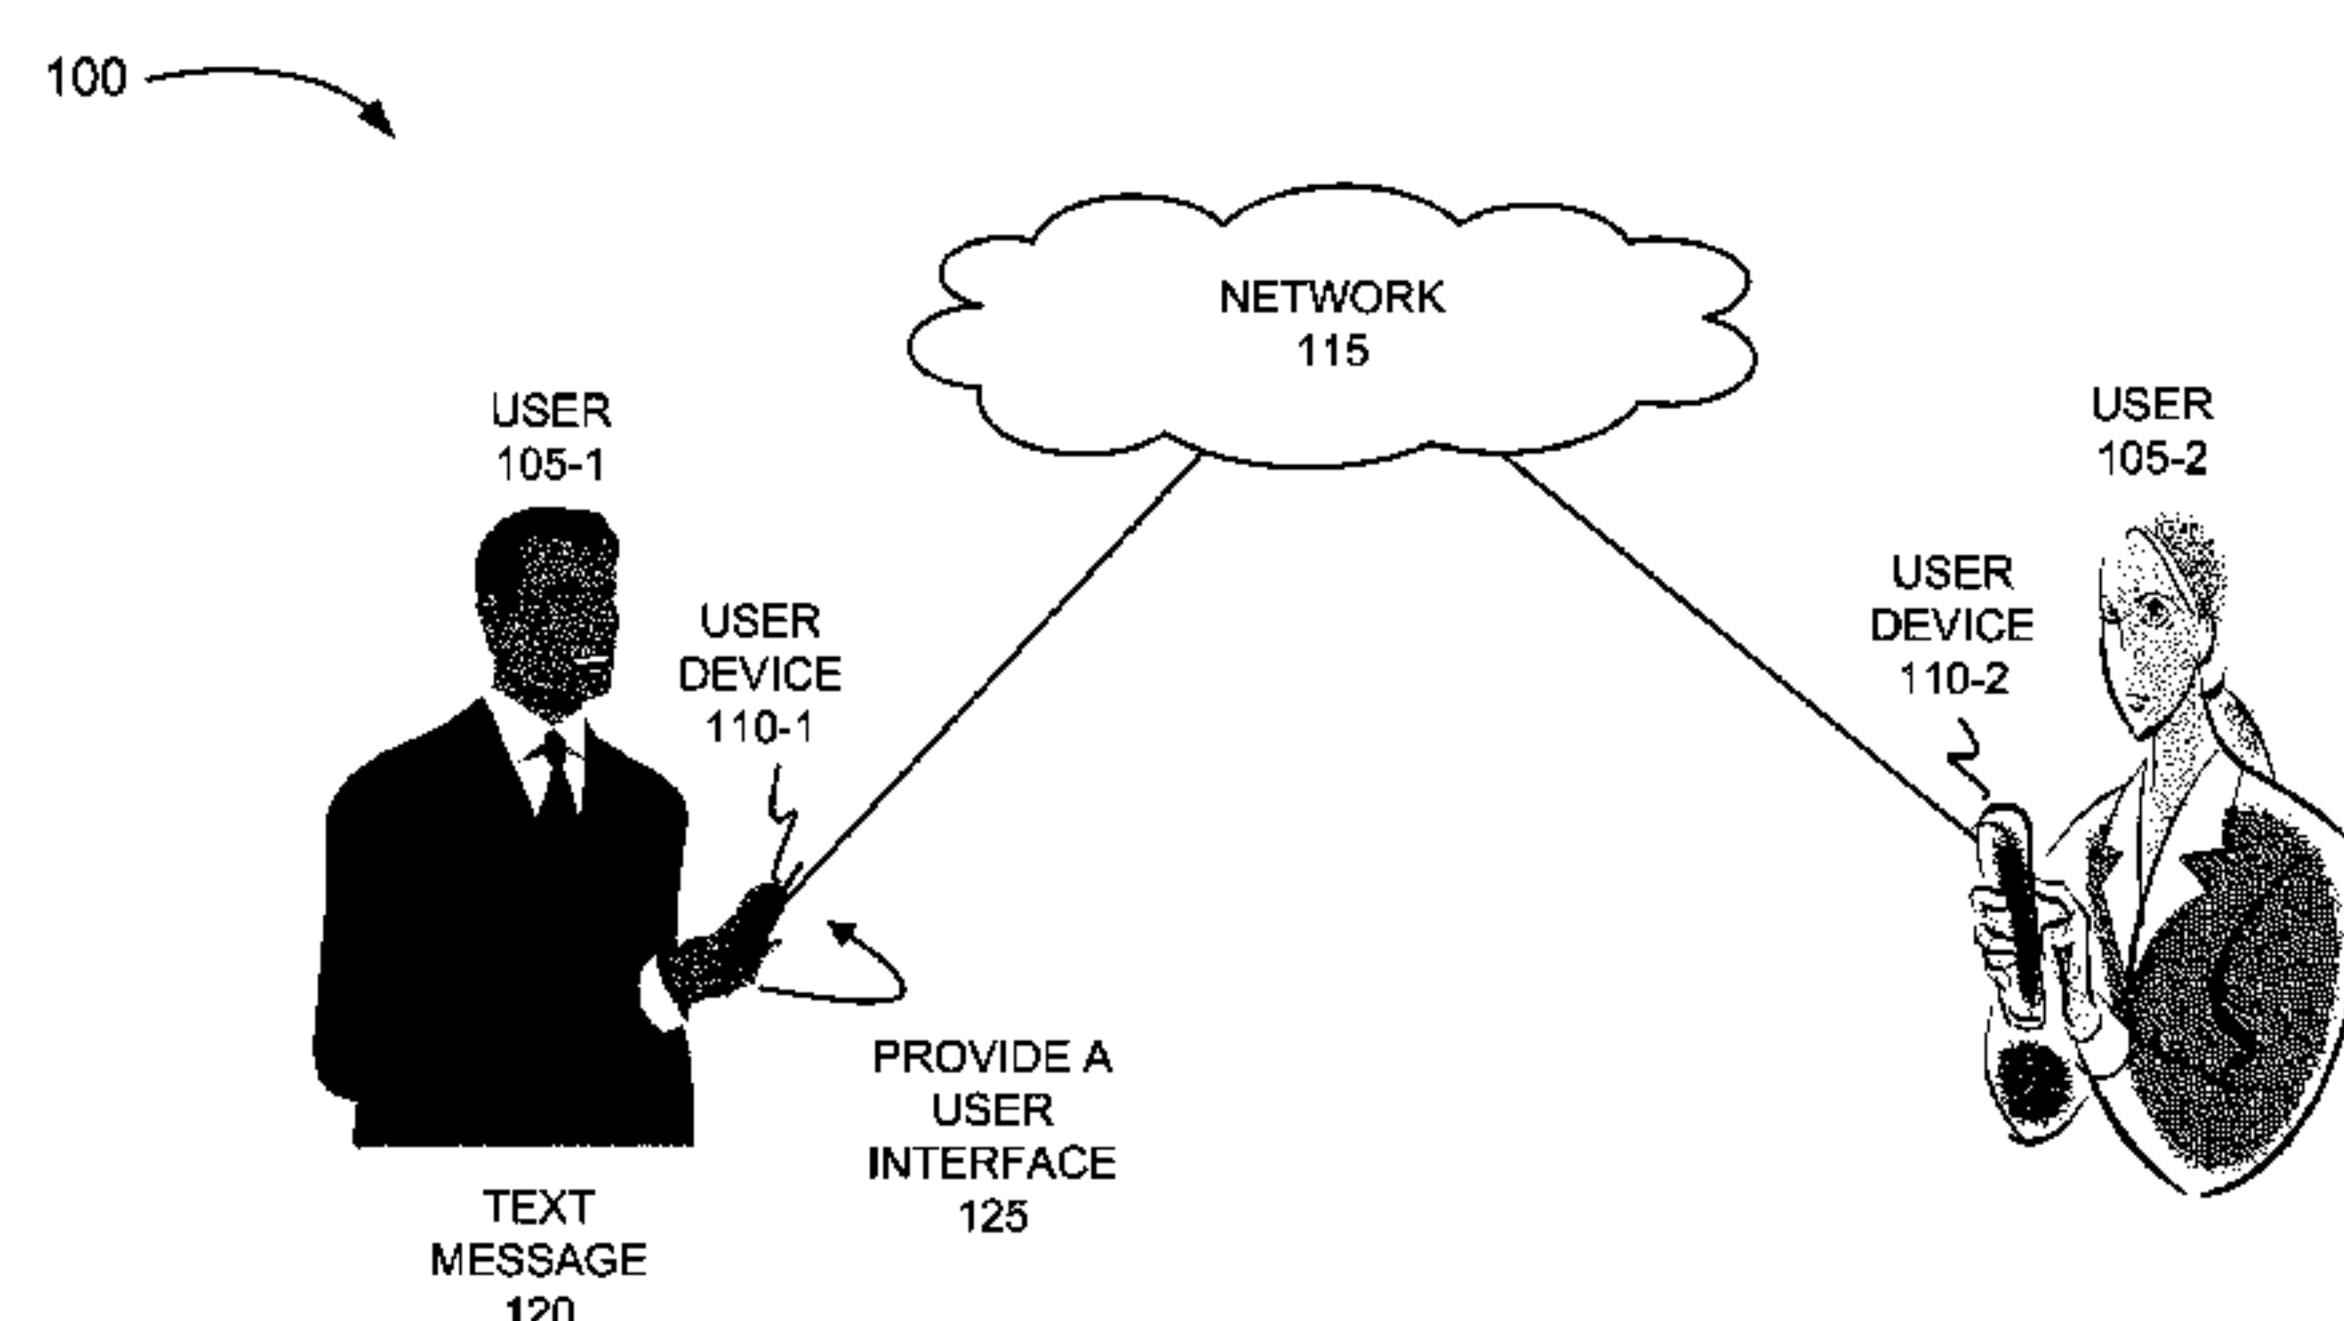 100
NETWORK
115
USER
105-1
USER
105-2
USER
DEVICE
110-1
USER
DEVICE
110-2
PROVIDE A
USER
INTERFACE
125
TEXT
MESSAGE
120